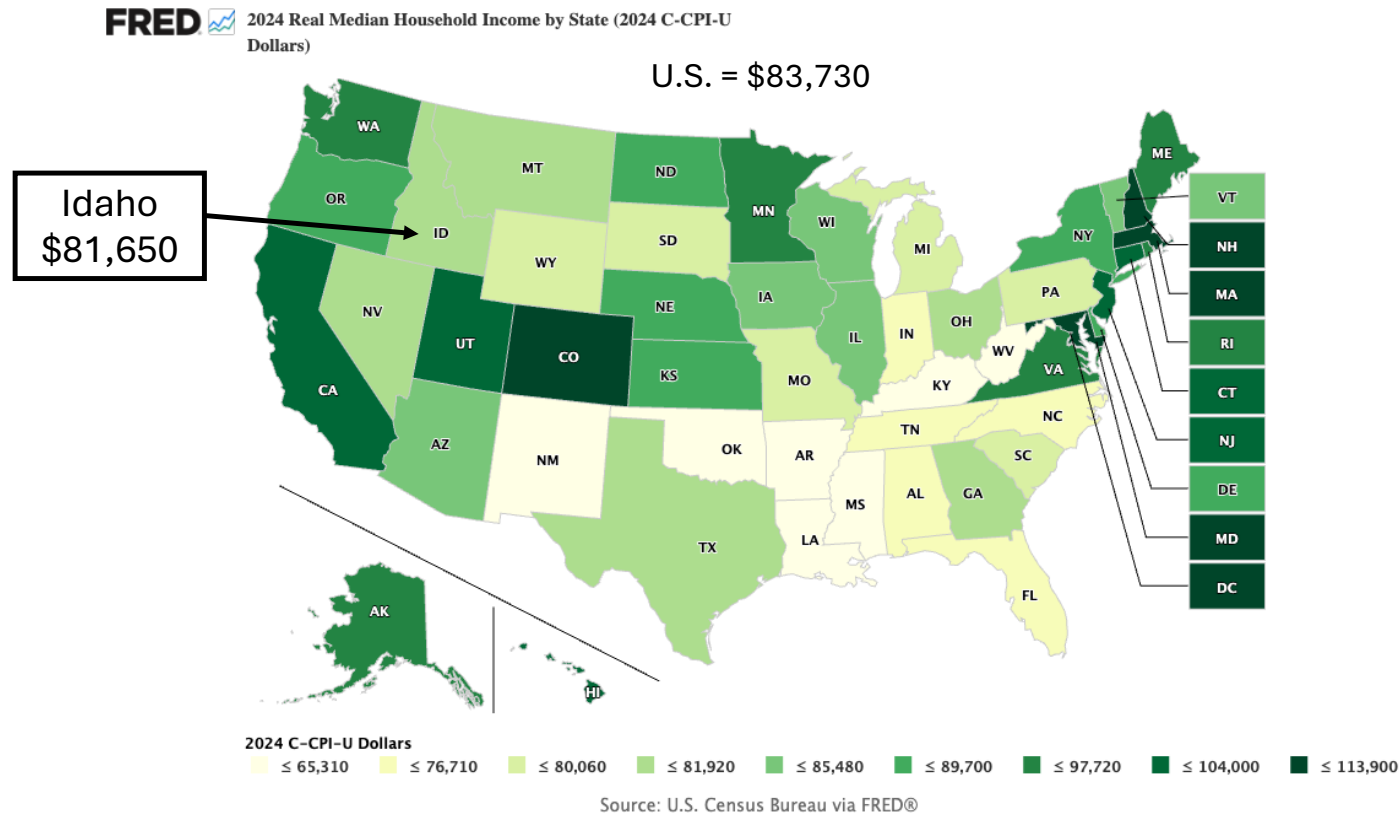 FRED
2024 Real Median Household Income by State (2024 C-CPI-U
Dollars)
U.S. = $83,730
Idaho
$81,650
WA
MT
ND
MN
ME
OR
ID
SD
WI
MI
NY
VT
NH
MA
RI
CT
NJ
DE
MD
DC
WY
NE
IA
PA
NV
UT
CO
KS
IL
IN
OH
WV
VA
CA
MO
KY
AZ
NM
OK
AR
TN
NC
SC
MS
AL
GA
TX
LA
FL
AK
HI
2024 C-CPI-U Dollars
≤ 65,310 ≤ 76,710 ≤ 80,060 ≤ 81,920 ≤ 85,480 ≤ 89,700 ≤ 97,720 ≤ 104,000 ≤ 113,900
Source: U.S. Census Bureau via FRED®